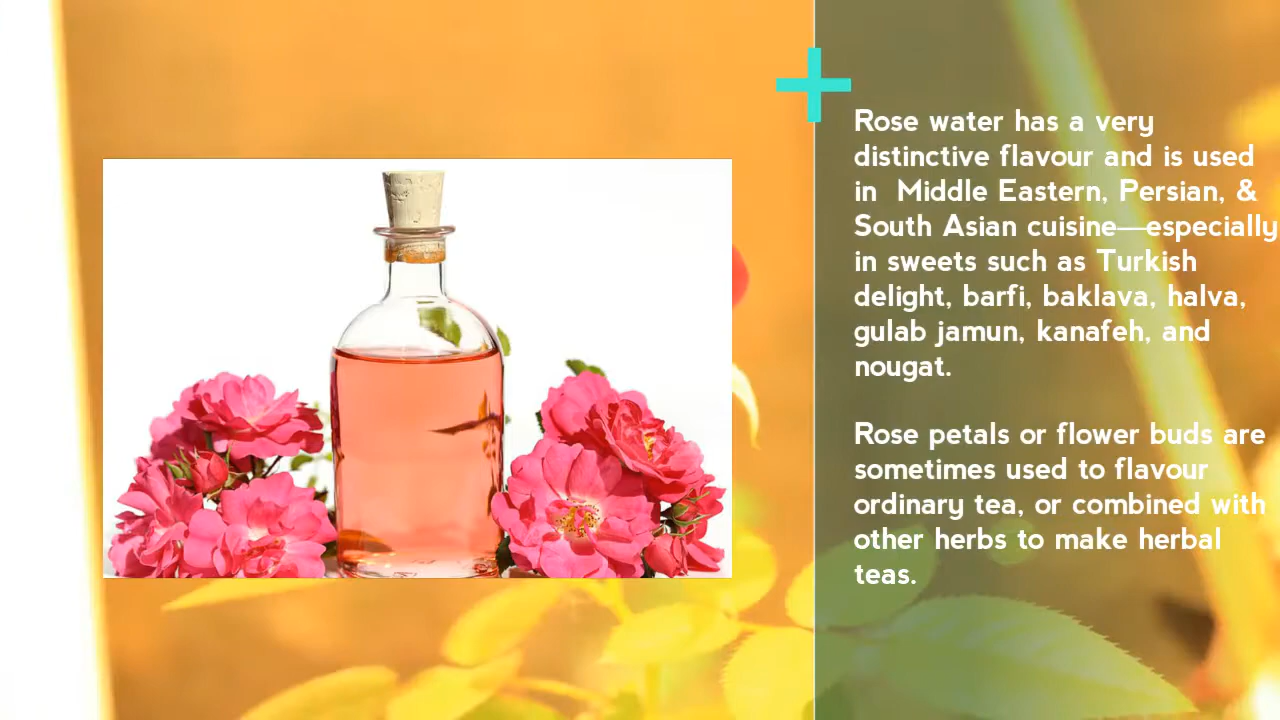 Rose water has a very
distinctive flavour and is used
in  Middle Eastern, Persian, &
South Asian cuisine—especially
in sweets such as Turkish
delight, barfi, baklava, halva,
gulab jamun, kanafeh, and
nougat.
Rose petals or flower buds are
sometimes used to flavour
ordinary tea, or combined with
other herbs to make herbal
teas.